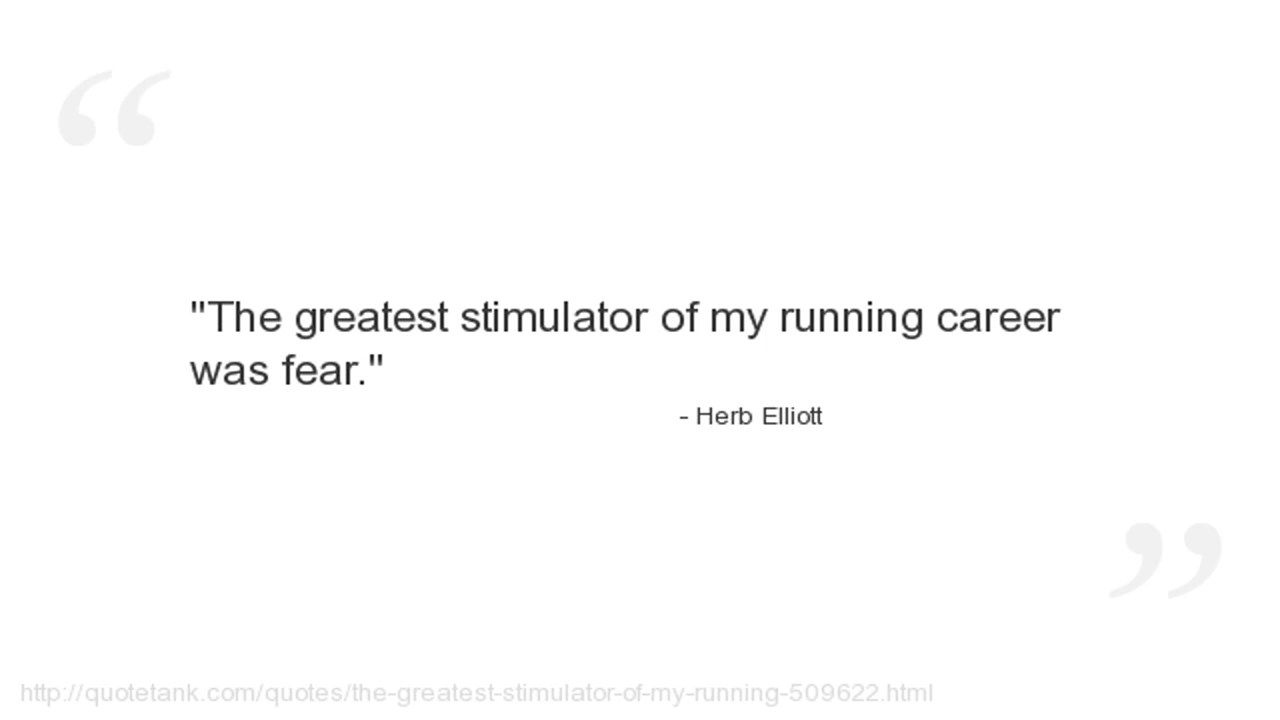 “
"The greatest stimulator of my running career
was fear."
- Herb Elliott
”
http://quotetank.com/quotes/the-greatest-stimulator-of-my-running-509622.html